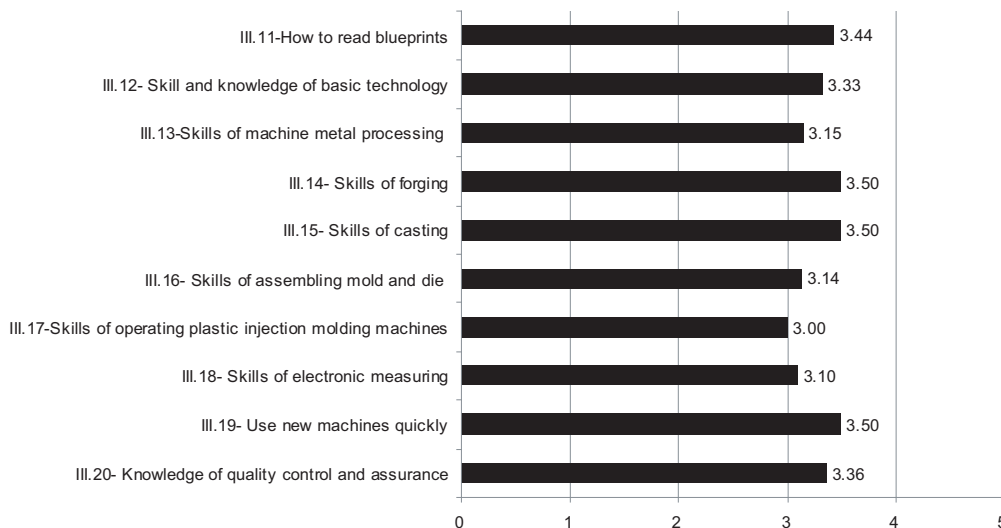 III.11-How to read blueprints 3.44
III.12- Skill and knowledge of basic technology 3.33
III.13-Skills of machine metal processing 3.15
III.14- Skills of forging 3.50
III.15- Skills of casting 3.50
III.16- Skills of assembling mold and die 3.14
III.17-Skills of operating plastic injection molding machines 3.00
III.18- Skills of electronic measuring 3.10
III.19- Use new machines quickly 3.50
III.20- Knowledge of quality control and assurance 3.36
0 1 2 3 4 5